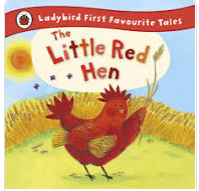 Ladybird First Favourite Tales
The
Little Red
Hen